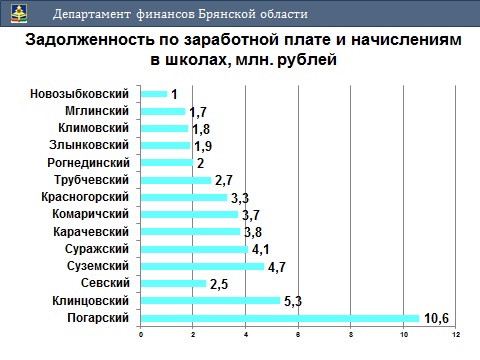 Департамент финансов Брянской области
Задолженность по заработной плате и начислениям
в школах, млн. рублей
Новозыбковский 1
Мглинский 1,7
Климовский 1,8
Злынковский 1,9
Рогнединский 2
Трубчевский 2,7
Красногорский 3,3
Комаричский 3,7
Карачевский 3,8
Суражский 4,1
Суземский 4,7
Севский 2,5
Клинцовский 5,3
Погарский 10,6
0 2 4 6 8 10 12